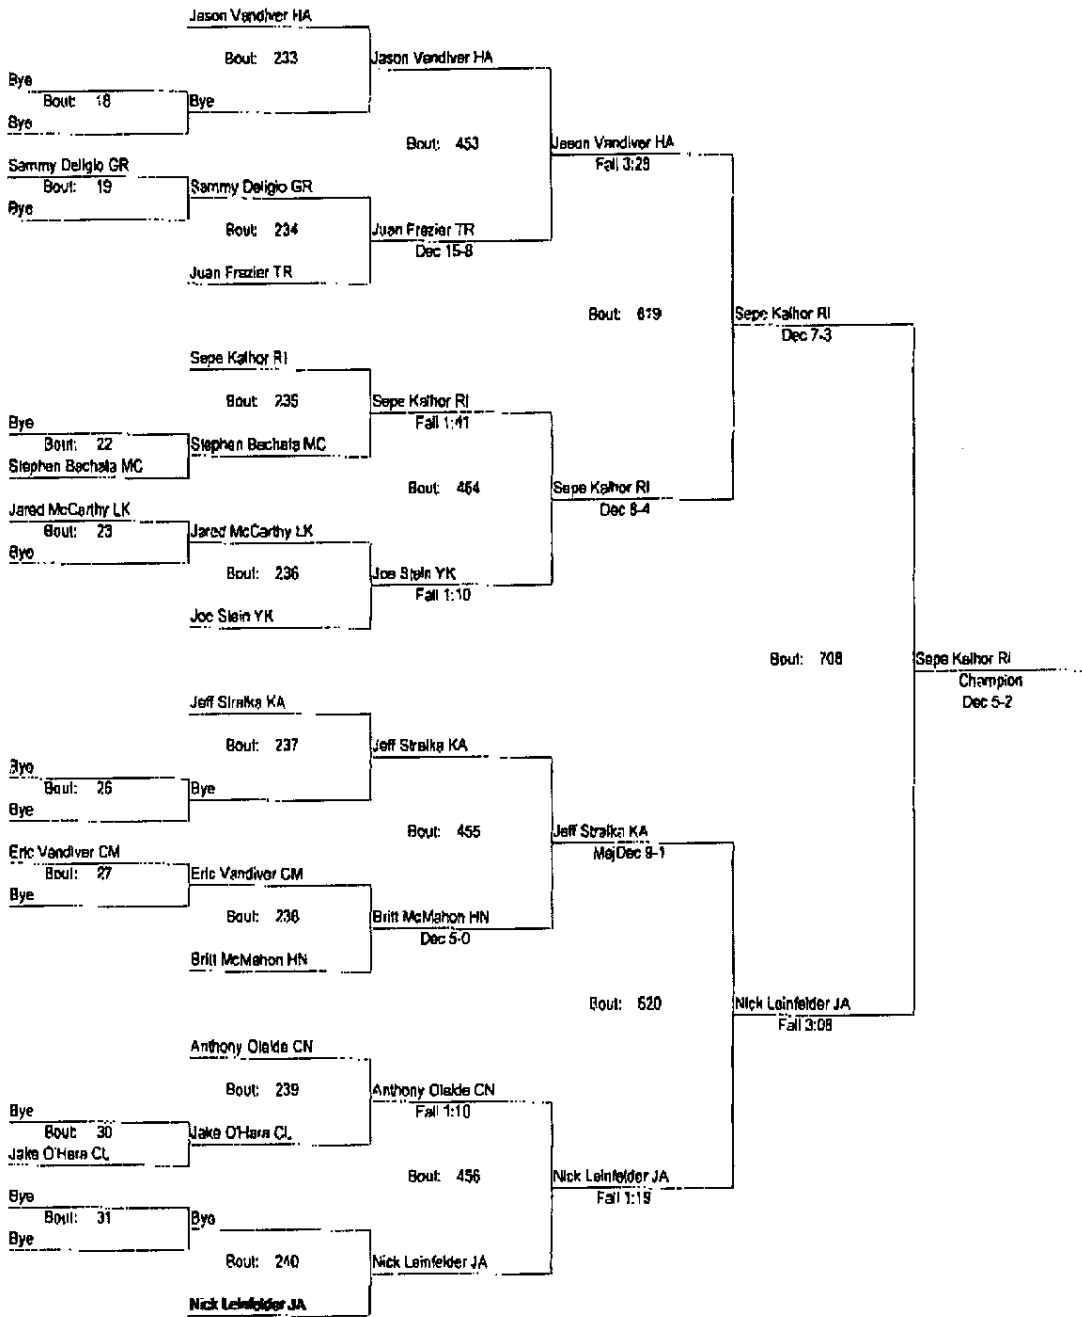 Jason Vandiver HA
Bout: 233
Jason Vandiver HA
Bye
Bout: 18
Bye
Bye
Bout: 453
Jason Vandiver HA
Fall 3:29
Sammy Deligio GR
Bout: 19
Sammy Deligio GR
Bye
Bout: 234
Juan Frazier TR
Dec 15-8
Juan Frazier TR
Bout: 619
Sepe Kalhor RI
Dec 7-3
Sepe Kalhor RI
Bout: 235
Sepe Kalhor RI
Fall 1:41
Bye
Bout: 22
Stephen Bachala MC
Stephen Bachala MC
Bout: 454
Sepe Kalhor RI
Dec 6-4
Jared McCarthy LK
Bout: 23
Jared McCarthy LK
Bye
Bout: 236
Joe Stein YK
Fall 1:10
Joe Stein YK
Bout: 708
Sepe Kalhor RI
Champion
Dec 5-2
Jeff Stralka KA
Bout: 237
Jeff Stralka KA
Bye
Bout: 26
Bye
Bye
Bout: 455
Jeff Stralka KA
MajDec 9-1
Eric Vandiver CM
Bout: 27
Eric Vandiver CM
Bye
Bout: 238
Britt McMahon HN
Dec 5-0
Britt McMahon HN
Bout: 620
Nick Leinfelder JA
Fall 3:08
Anthony Olalde CN
Bout: 239
Anthony Olalde CN
Fall 1:10
Bye
Bout: 30
Jake O'Hara CL
Jake O'Hara CL
Bout: 456
Nick Leinfelder JA
Fall 1:19
Bye
Bout: 31
Bye
Bye
Bout: 240
Nick Leinfelder JA
Nick Leinfelder JA